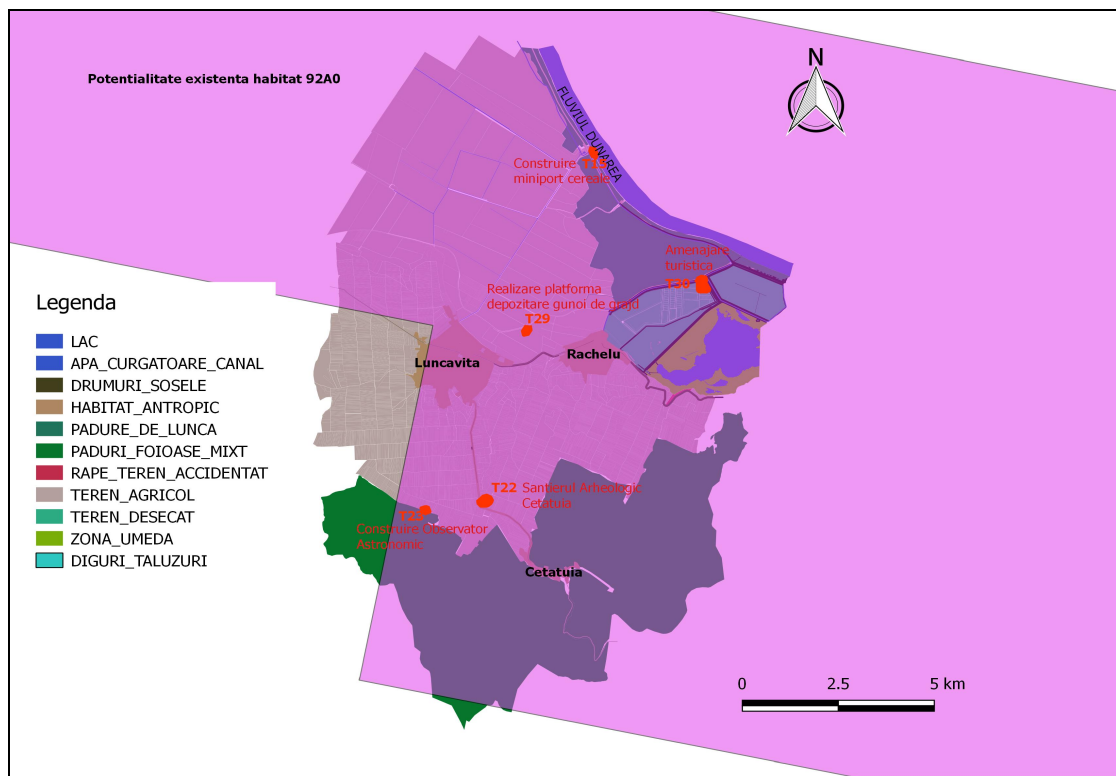 Potentialitate existenta habitat 92A0
N
FLUVIUL DUNAREA
Construire
miniport cereale
Amenajare
turistica
T30
Realizare platforma
depozitare gunoi de grajd
T29
Luncavita
Rachelu
Legenda
LAC
APA_CURGATOARE_CANAL
DRUMURI_SOSELE
HABITAT_ANTROPIC
PADURE_DE_LUNCA
PADURI_FOIOASE_MIXT
RAPE_TEREN_ACCIDENTAT
TEREN_AGRICOL
TEREN_DESECAT
ZONA_UMEDA
DIGURI_TALUZURI
T22 Santierul Arheologic
Cetatuia
Construire Observator
Astronomic
Cetatuia
0 2.5 5 km